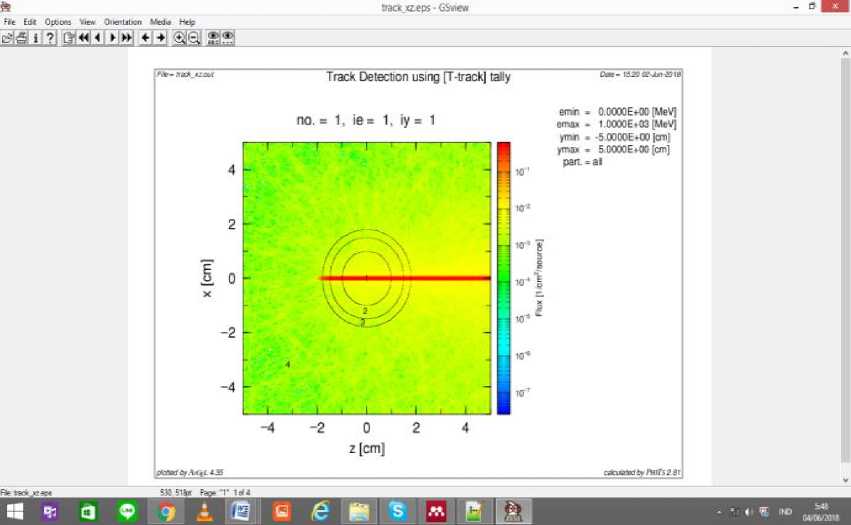 track_xz.eps - GSview
File Edit Options View Orientation Media Help
File = track_xz.out
Track Detection using [T-track] tally
Date = 15:20 02-Jun-2018
no. = 1, ie = 1, iy = 1
emin = 0.0000E+00 [MeV]
emax = 1.0000E+03 [MeV]
ymin = -5.0000E+00 [cm]
ymax = 5.0000E+00 [cm]
part. = all
4
2
0
−2
−4
x [cm]
2
3
4
−4 −2 0 2 4
z [cm]
10⁻¹
10⁻²
10⁻³
10⁻⁴
10⁻⁵
10⁻⁶
10⁻⁷
Flux [1/cm²/source]
plotted by ANGEL 4.35
calculated by PHITS 2.81
File: track_xz.eps 530, 518pt Page: "1" 1 of 4
IND
5:48
04/06/2018